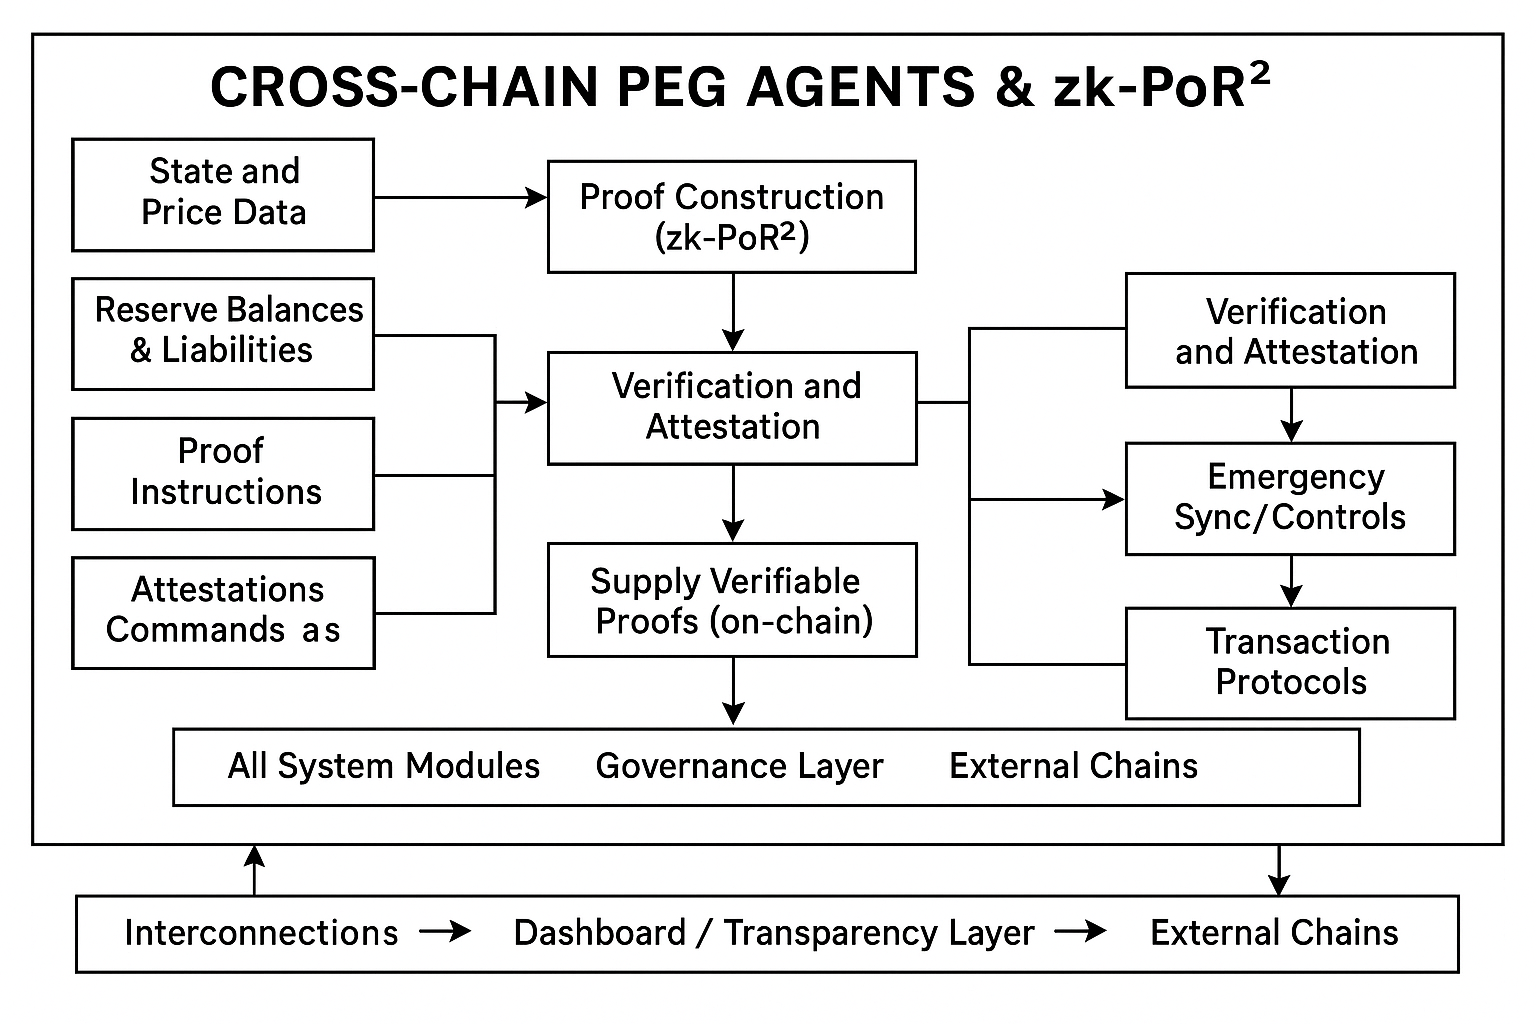 CROSS-CHAIN PEG AGENTS & zk-PoR²
State and
Price Data
Reserve Balances
& Liabilities
Proof
Instructions
Attestations
Commands as
Proof Construction
(zk-PoR²)
Verification and
Attestation
Supply Verifiable
Proofs (on-chain)
Verification
and Attestation
Emergency
Sync/Controls
Transaction
Protocols
All System Modules Governance Layer External Chains
Interconnections → Dashboard / Transparency Layer → External Chains